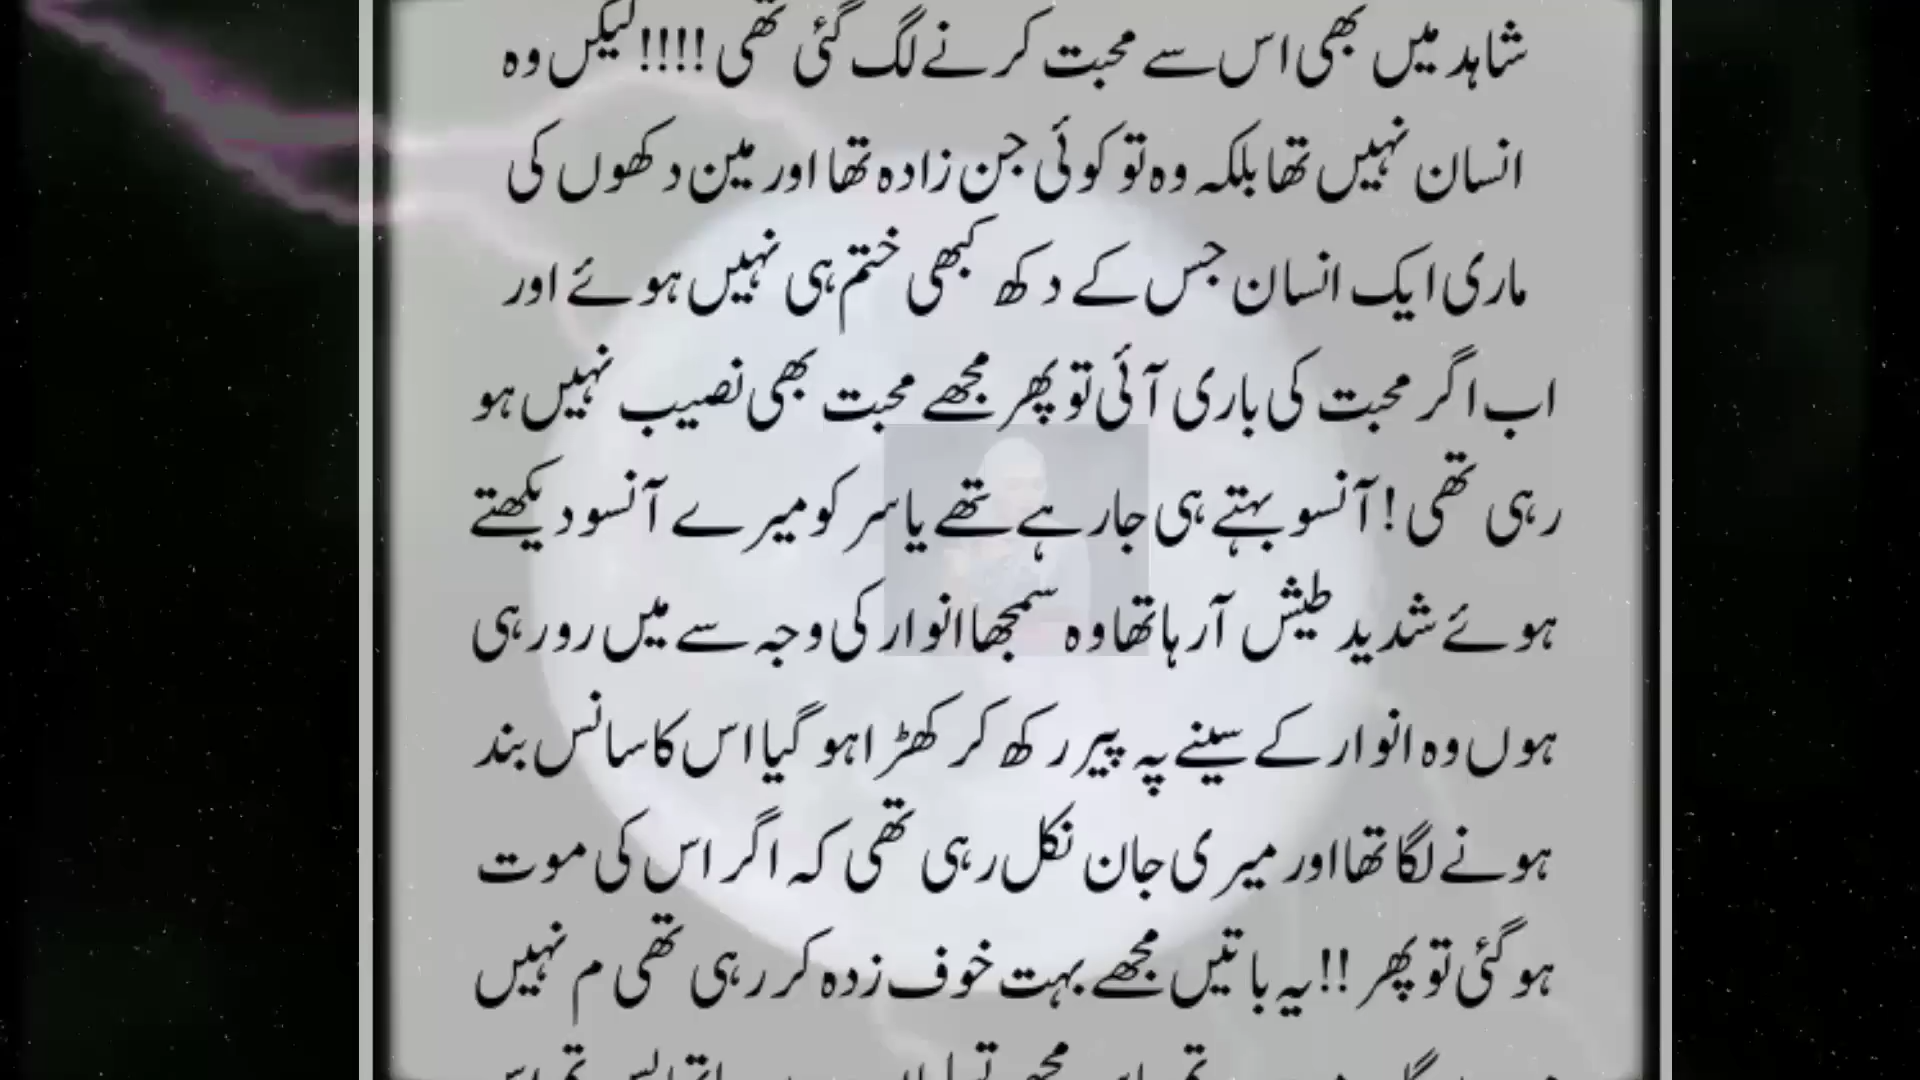 شاہد میں بھی اس سے محبت کرنے لگ گئی تھی !!!! لیکن وہ
انسان نہیں تھا بلکہ وہ تو کوئی جن زادہ تھا اور مین دکھوں کی
ماری ایک انسان جس کے دکھ کبھی ختم ہی نہیں ہوئے اور
اب اگر محبت کی باری آئی تو پھر مجھے محبت بھی نصیب نہیں ہو
رہی تھی ! آنسو بہتے ہی جارہے تھے یاسر کو میرے آنسو دیکھتے
ہوئے شدید طیش آرہا تھا وہ سمجھا انوار کی وجہ سے میں رو رہی
ہوں وہ انوار کے سینے پہ پیر رکھ کر کھڑا ہو گیا اس کا سانس بند
ہونے لگا تھا اور میری جان نکل رہی تھی کہ اگر اس کی موت
ہو گئی تو پھر !! یہ باتیں مجھے بہت خوف زدہ کر رہی تھی م نہیں